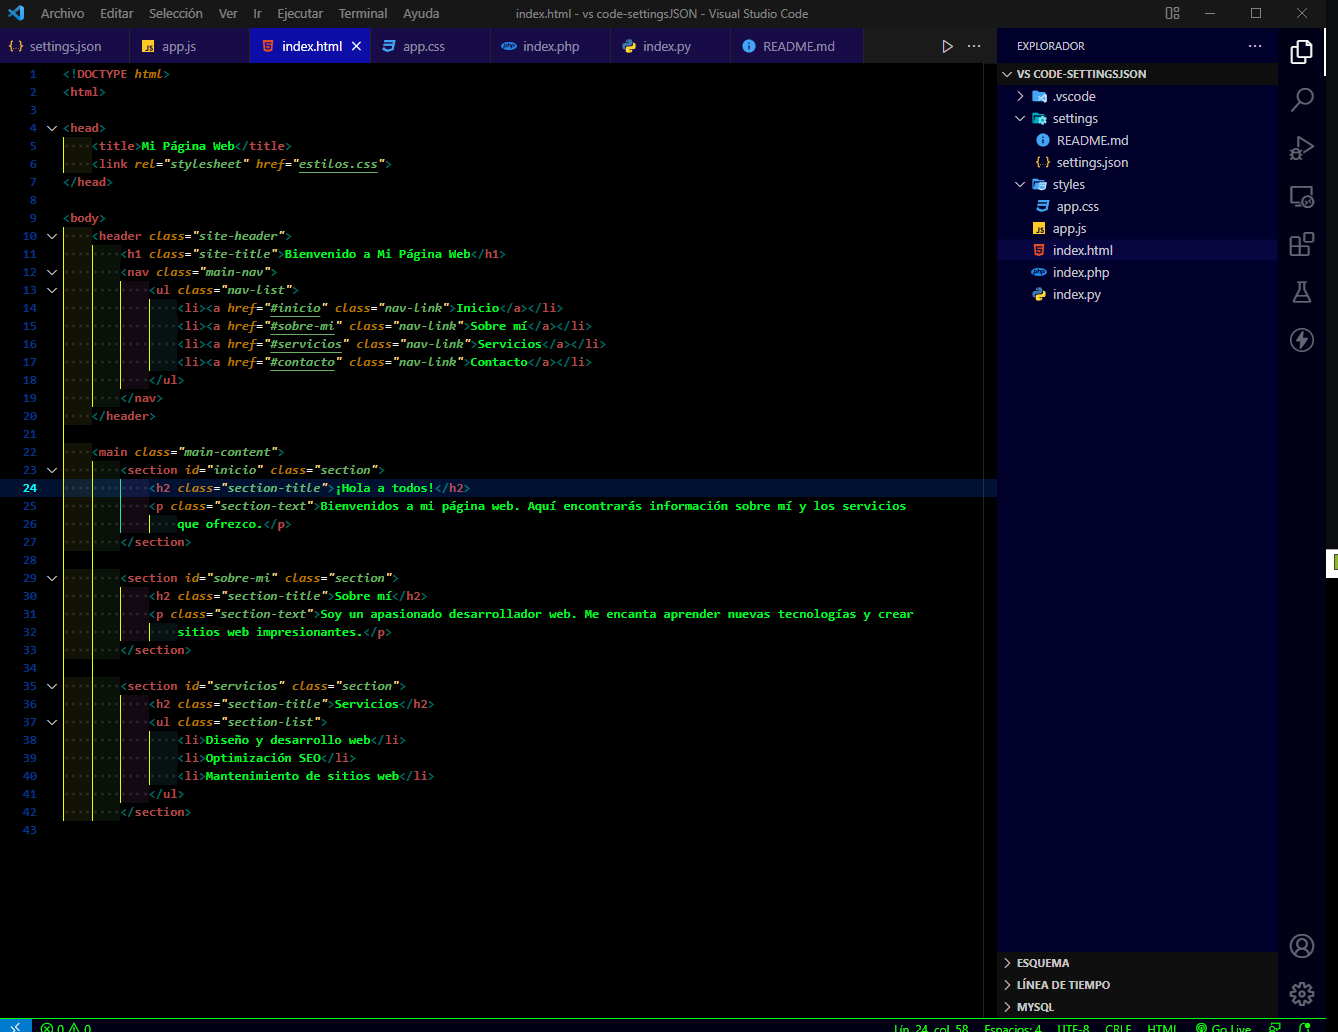 Archivo Editar Selección Ver Ir Ejecutar Terminal Ayuda index.html - vs code-settingsJSON - Visual Studio Code
settings.json app.js index.html app.css index.php index.py README.md
1 <!DOCTYPE html>
2 <html>
3
4 <head>
5 <title>Mi Página Web</title>
6 <link rel="stylesheet" href="estilos.css">
7 </head>
8
9 <body>
10 <header class="site-header">
11 <h1 class="site-title">Bienvenido a Mi Página Web</h1>
12 <nav class="main-nav">
13 <ul class="nav-list">
14 <li><a href="#inicio" class="nav-link">Inicio</a></li>
15 <li><a href="#sobre-mi" class="nav-link">Sobre mí</a></li>
16 <li><a href="#servicios" class="nav-link">Servicios</a></li>
17 <li><a href="#contacto" class="nav-link">Contacto</a></li>
18 </ul>
19 </nav>
20 </header>
21
22 <main class="main-content">
23 <section id="inicio" class="section">
24 <h2 class="section-title">¡Hola a todos!</h2>
25 <p class="section-text">Bienvenidos a mi página web. Aquí encontrarás información sobre mí y los servicios
26 que ofrezco.</p>
27 </section>
28
29 <section id="sobre-mi" class="section">
30 <h2 class="section-title">Sobre mí</h2>
31 <p class="section-text">Soy un apasionado desarrollador web. Me encanta aprender nuevas tecnologías y crear
32 sitios web impresionantes.</p>
33 </section>
34
35 <section id="servicios" class="section">
36 <h2 class="section-title">Servicios</h2>
37 <ul class="section-list">
38 <li>Diseño y desarrollo web</li>
39 <li>Optimización SEO</li>
40 <li>Mantenimiento de sitios web</li>
41 </ul>
42 </section>
43
EXPLORADOR
VS CODE-SETTINGSJSON
.vscode
settings
README.md
settings.json
styles
app.css
app.js
index.html
index.php
index.py
ESQUEMA
LÍNEA DE TIEMPO
MYSQL
0 0 Lín. 24, col. 58 Espacios: 4 UTF-8 CRLF HTML Go Live